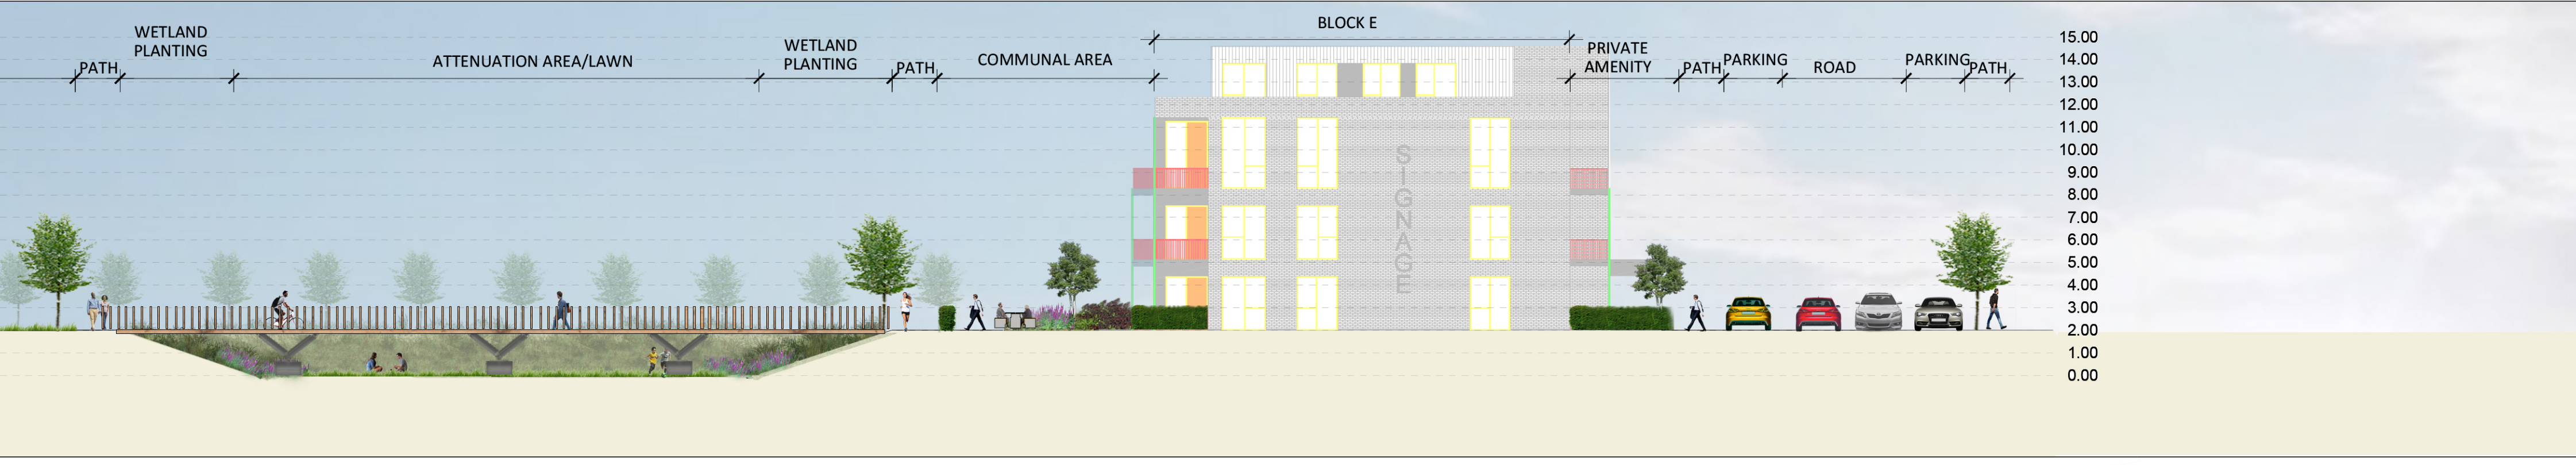 BLOCK E
WETLAND
PLANTING
PATH
ATTENUATION AREA/LAWN
WETLAND
PLANTING
PATH
COMMUNAL AREA
PRIVATE
AMENITY
PATH
PARKING
ROAD
PARKING
PATH
SIGNAGE
15.00
14.00
13.00
12.00
11.00
10.00
9.00
8.00
7.00
6.00
5.00
4.00
3.00
2.00
1.00
0.00